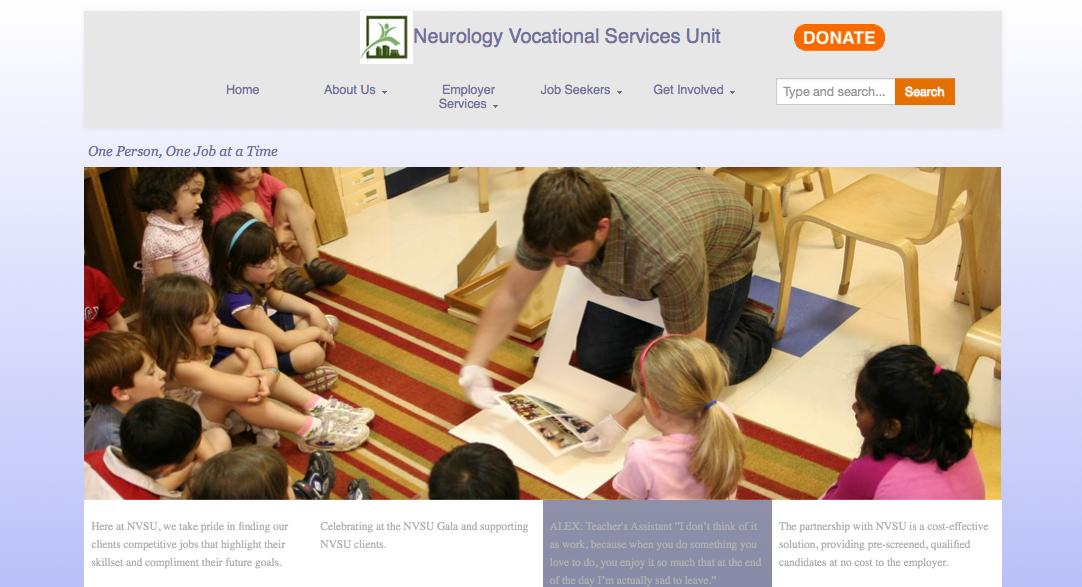 Neurology Vocational Services Unit
DONATE
Home
About Us
Employer
Services
Job Seekers
Get Involved
Type and search...
Search
One Person, One Job at a Time
Here at NVSU, we take pride in finding our
clients competitive jobs that highlight their
skillset and compliment their future goals.
Celebrating at the NVSU Gala and supporting
NVSU clients.
ALEX: Teacher's Assistant "I don't think of it
as work, because when you do something you
love to do, you enjoy it so much that at the end
of the day I'm actually sad to leave."
The partnership with NVSU is a cost-effective
solution, providing pre-screened, qualified
candidates at no cost to the employer.